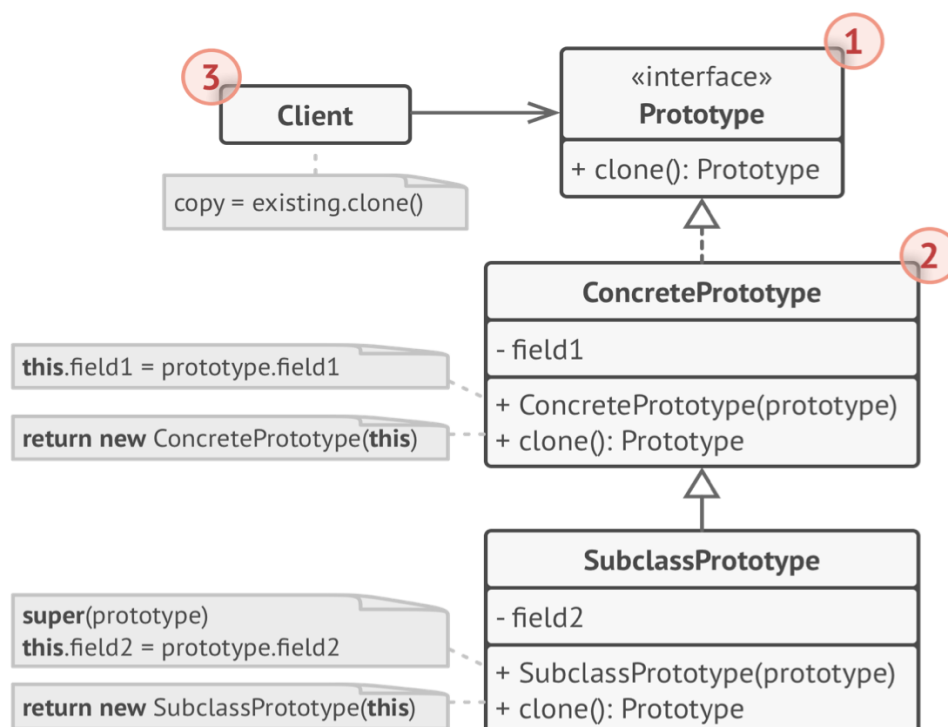 1
«interface»
Prototype
+ clone(): Prototype
3
Client
copy = existing.clone()
2
ConcretePrototype
- field1
+ ConcretePrototype(prototype)
+ clone(): Prototype
this.field1 = prototype.field1
return new ConcretePrototype(this)
SubclassPrototype
- field2
+ SubclassPrototype(prototype)
+ clone(): Prototype
super(prototype)
this.field2 = prototype.field2
return new SubclassPrototype(this)